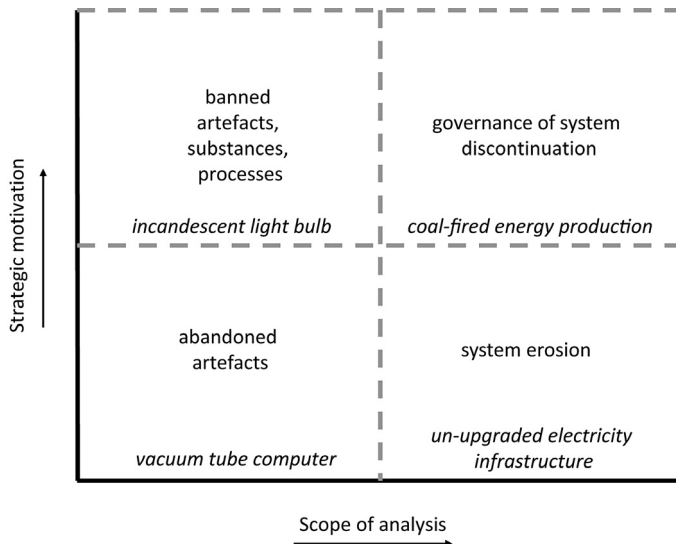 banned
artefacts,
substances,
processes
incandescent light bulb
governance of system
discontinuation
coal-fired energy production
Strategic motivation
abandoned
artefacts
vacuum tube computer
system erosion
un-upgraded electricity
infrastructure
Scope of analysis